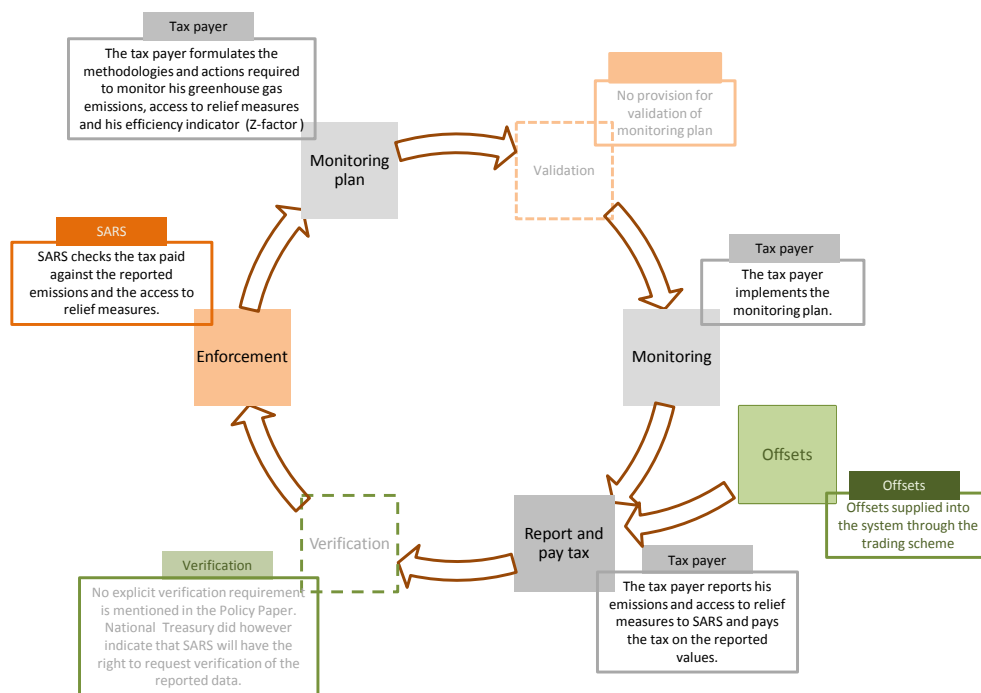 Tax payer
The tax payer formulates the
methodologies and actions required
to monitor his greenhouse gas
emissions, access to relief measures
and his efficiency indicator (Z-factor )
Monitoring
plan
No provision for
validation of
monitoring plan
Validation
Tax payer
The tax payer
implements the
monitoring plan.
Monitoring
Offsets
Offsets
Offsets supplied into
the system through the
trading scheme
Report and
pay tax
Tax payer
The tax payer reports his
emissions and access to relief
measures to SARS and pays
the tax on the reported
values.
Verification
Verification
No explicit verification requirement
is mentioned in the Policy Paper.
National Treasury did however
indicate that SARS will have the
right to request verification of the
reported data.
Enforcement
SARS
SARS checks the tax paid
against the reported
emissions and the access to
relief measures.